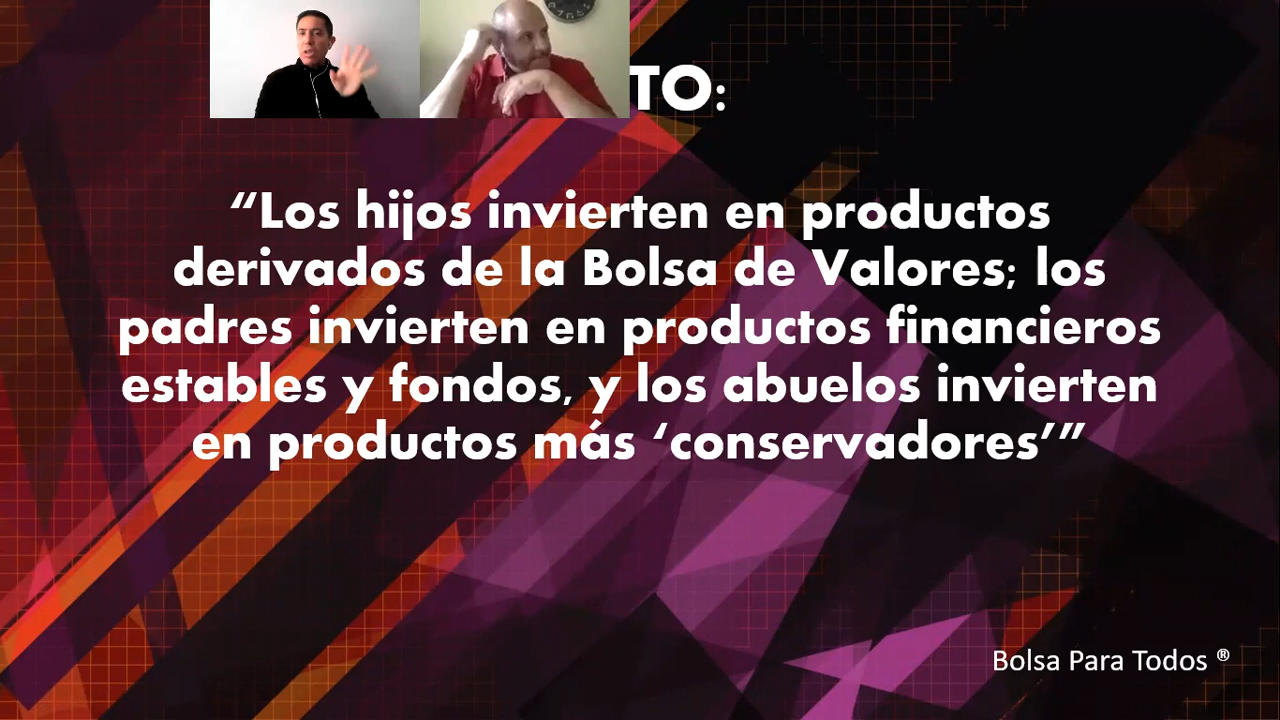 TO:
“Los hijos invierten en productos
derivados de la Bolsa de Valores; los
padres invierten en productos financieros
estables y fondos, y los abuelos invierten
en productos más ‘conservadores’”
Bolsa Para Todos ®